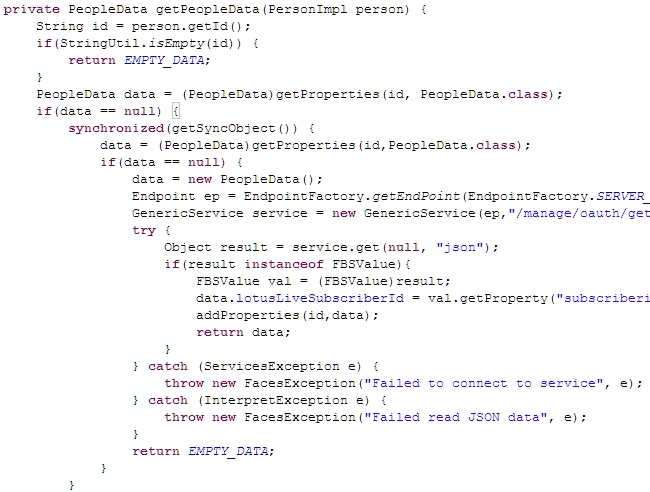 private PeopleData getPeopleData(PersonImpl person) {
    String id = person.getId();
    if(StringUtil.isEmpty(id)) {
        return EMPTY_DATA;
    }
    PeopleData data = (PeopleData)getProperties(id, PeopleData.class);
    if(data == null) {
        synchronized(getSyncObject()) {
            data = (PeopleData)getProperties(id,PeopleData.class);
            if(data == null) {
                data = new PeopleData();
                Endpoint ep = EndpointFactory.getEndPoint(EndpointFactory.SERVER_
                GenericService service = new GenericService(ep,"/manage/oauth/get
                try {
                    Object result = service.get(null, "json");
                    if(result instanceof FBSValue){
                        FBSValue val = (FBSValue)result;
                        data.lotusLiveSubscriberId = val.getProperty("subscriberi
                        addProperties(id,data);
                        return data;
                    }
                } catch (ServicesException e) {
                    throw new FacesException("Failed to connect to service", e);
                } catch (InterpretException e) {
                    throw new FacesException("Failed read JSON data", e);
                }
                return EMPTY_DATA;
            }
        }